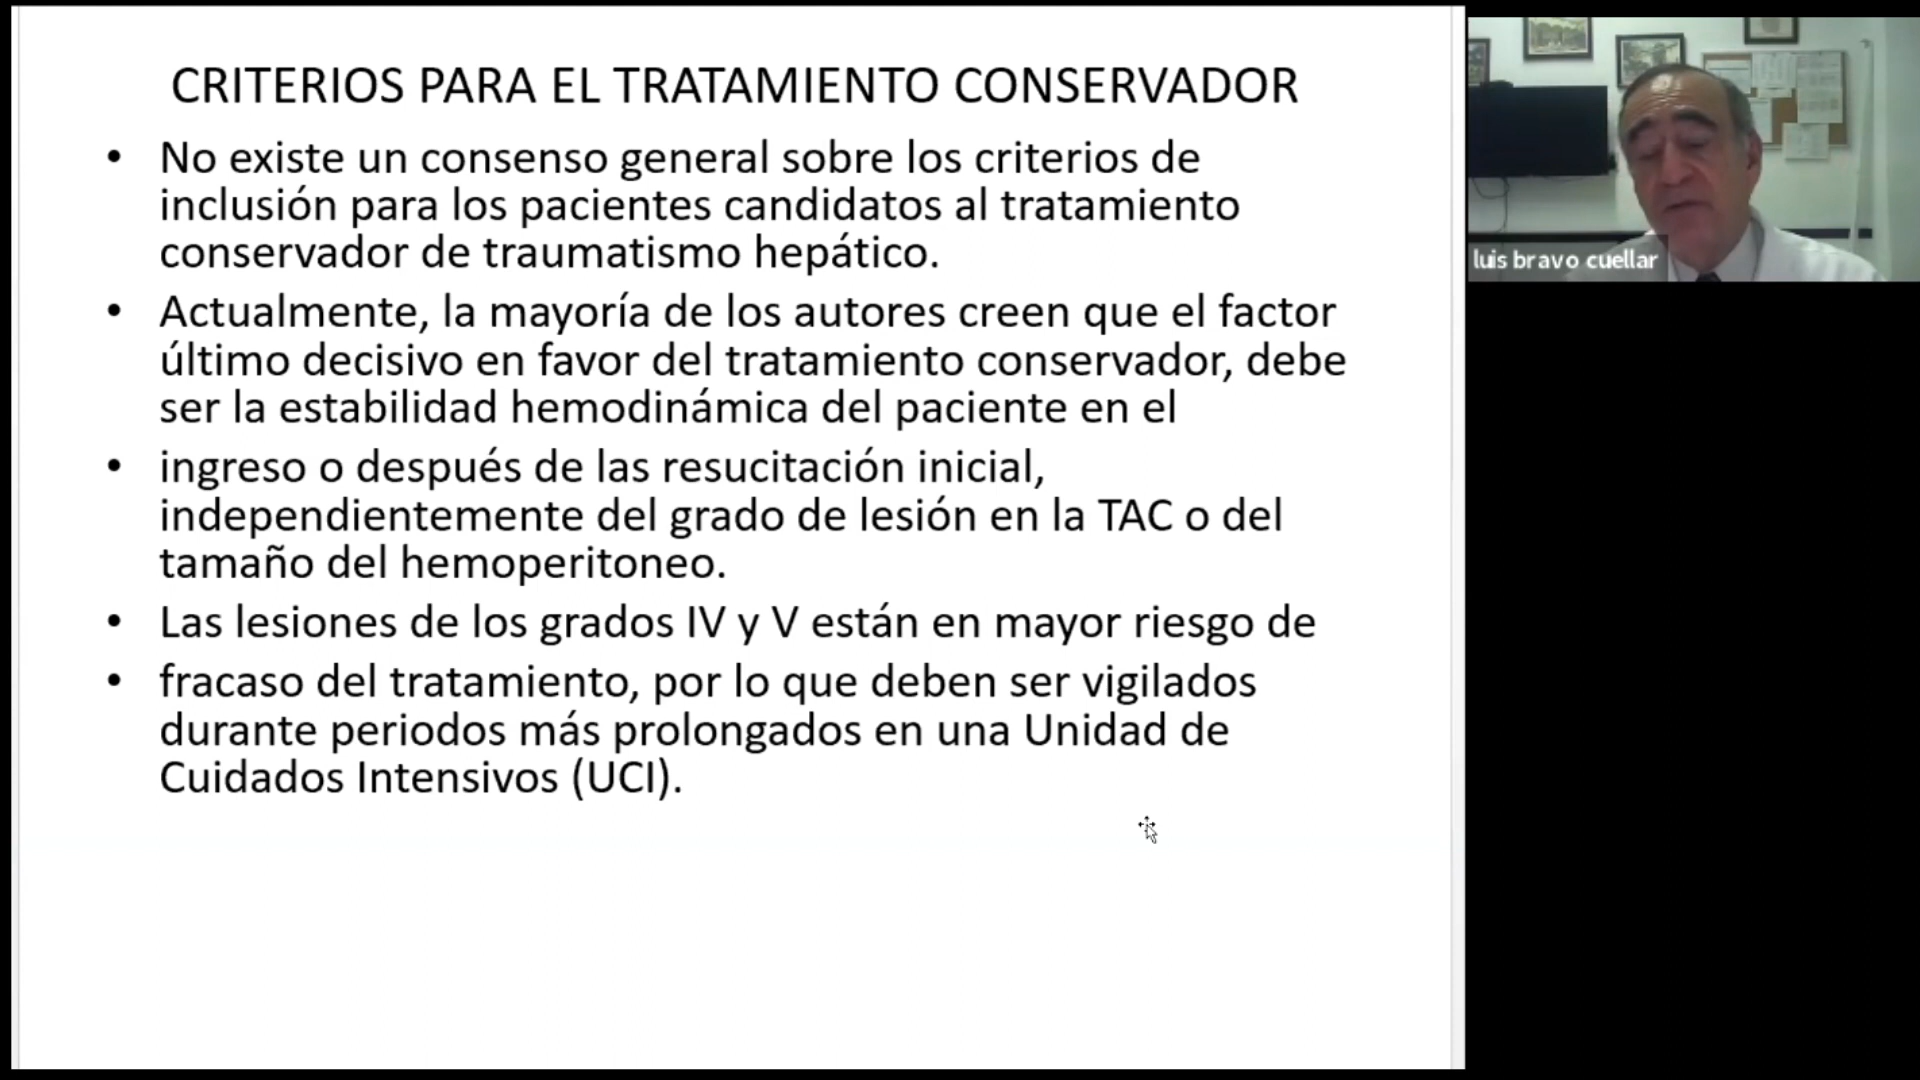 CRITERIOS PARA EL TRATAMIENTO CONSERVADOR
• No existe un consenso general sobre los criterios de
inclusión para los pacientes candidatos al tratamiento
conservador de traumatismo hepático.
• Actualmente, la mayoría de los autores creen que el factor
último decisivo en favor del tratamiento conservador, debe
ser la estabilidad hemodinámica del paciente en el
• ingreso o después de las resucitación inicial,
independientemente del grado de lesión en la TAC o del
tamaño del hemoperitoneo.
• Las lesiones de los grados IV y V están en mayor riesgo de
• fracaso del tratamiento, por lo que deben ser vigilados
durante periodos más prolongados en una Unidad de
Cuidados Intensivos (UCI).
luis bravo cuellar